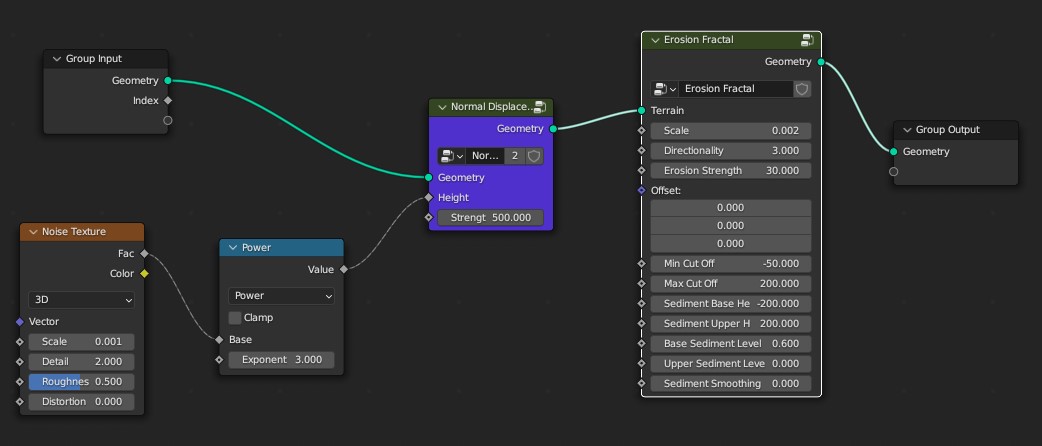 Group Input
Geometry
Index
Noise Texture
Fac
Color
3D
Vector
Scale 0.001
Detail 2.000
Roughnes 0.500
Distortion 0.000
Power
Value
Power
Clamp
Base
Exponent 3.000
Normal Displace..
Geometry
Nor... 2
Geometry
Height
Strengt 500.000
Erosion Fractal
Geometry
Erosion Fractal
Terrain
Scale 0.002
Directionality 3.000
Erosion Strength 30.000
Offset:
0.000
0.000
0.000
Min Cut Off -50.000
Max Cut Off 200.000
Sediment Base He -200.000
Sediment Upper H 200.000
Base Sediment Level 0.600
Upper Sediment Leve 0.000
Sediment Smoothing 0.000
Group Output
Geometry